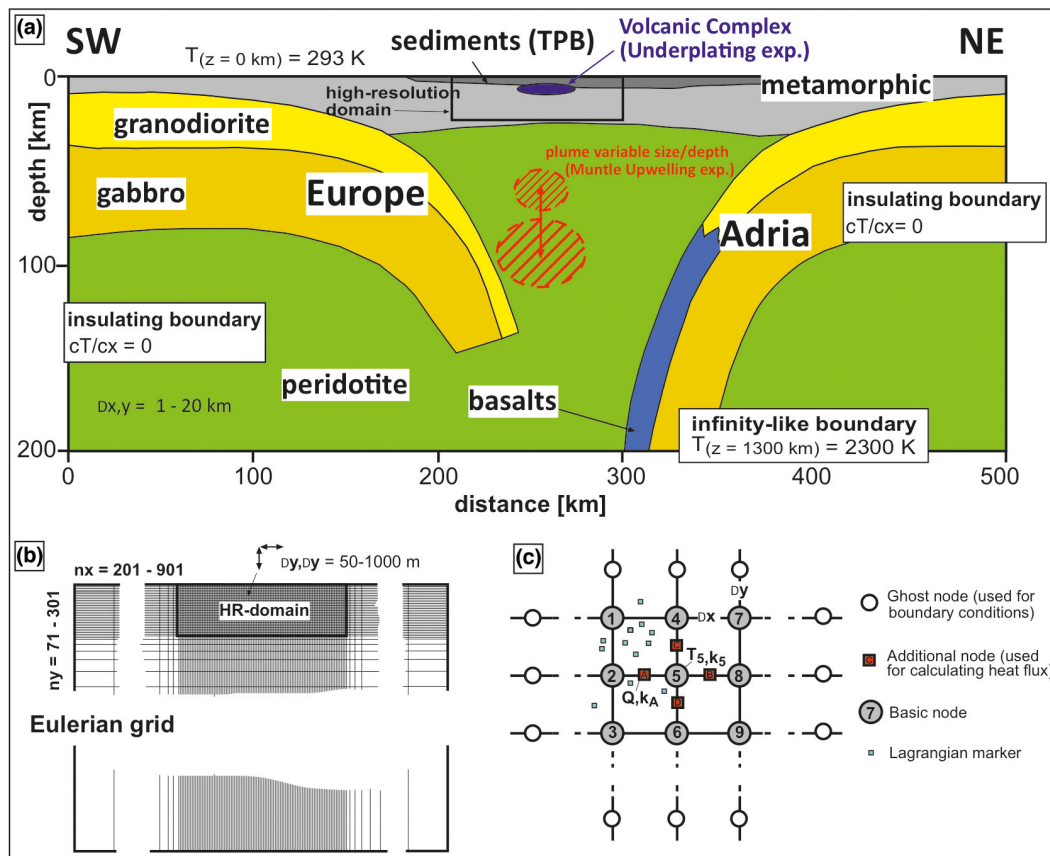 (a)
SW
NE
T(z = 0 km) = 293 K
sediments (TPB)
Volcanic Complex
(Underplating exp.)
high-resolution
domain
metamorphic
granodiorite
gabbro
Europe
plume variable size/depth
(Muntle Upwelling exp.)
Adria
insulating boundary
cT/cx= 0
insulating boundary
cT/cx = 0
peridotite
basalts
Dx,y = 1 - 20 km
infinity-like boundary
T(z = 1300 km) = 2300 K
depth [km]
0
100
200
0
100
200
300
400
500
distance [km]
(b)
nx = 201 - 901
Dy,Dy = 50-1000 m
HR-domain
ny = 71 - 301
Eulerian grid
(c)
Dy
1
4
Dx
7
C
T5,k5
2
A
5
B
8
Q,kA
D
3
6
9
Ghost node (used for
boundary conditions)
C
Additional node (used
for calculating heat flux)
7
Basic node
Lagrangian marker